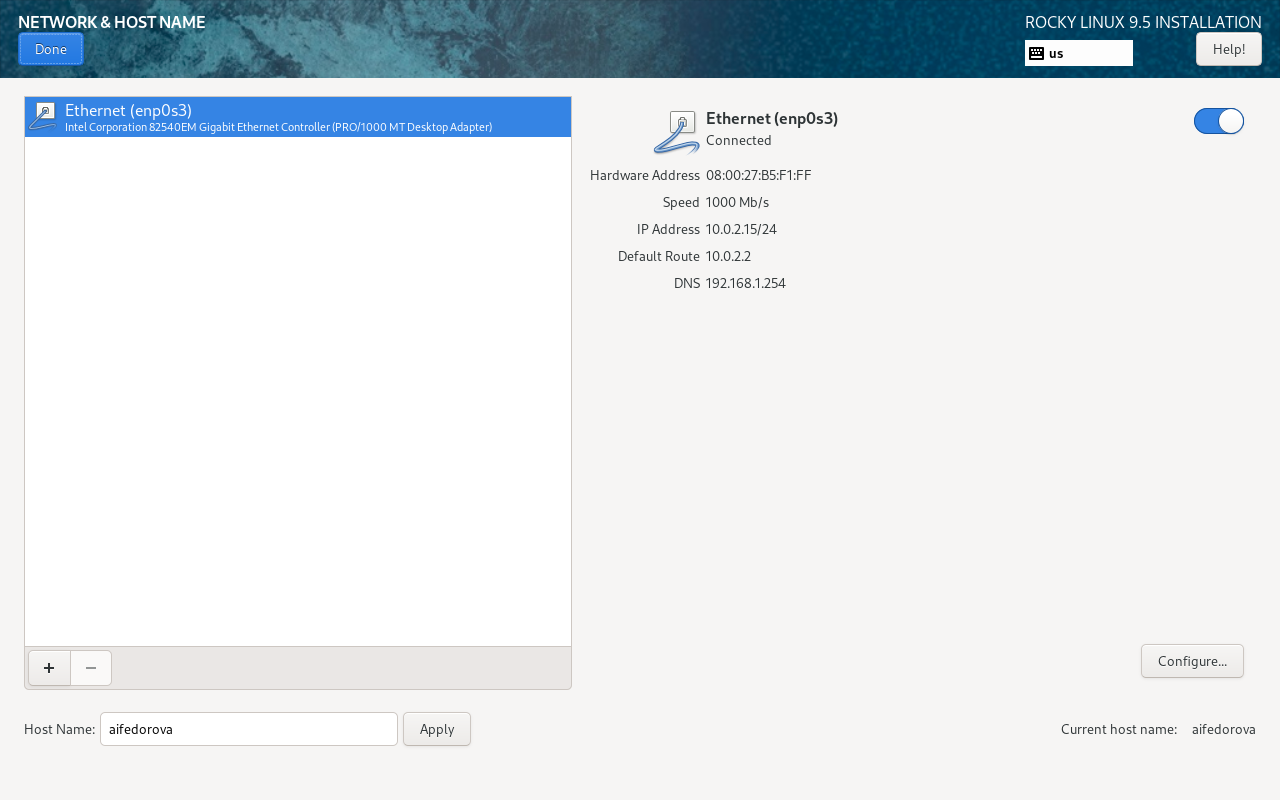 NETWORK & HOST NAME
ROCKY LINUX 9.5 INSTALLATION
Done
us
Help!
Ethernet (enp0s3)
Intel Corporation 82540EM Gigabit Ethernet Controller (PRO/1000 MT Desktop Adapter)
Ethernet (enp0s3)
Connected
Hardware Address 08:00:27:B5:F1:FF
Speed 1000 Mb/s
IP Address 10.0.2.15/24
Default Route 10.0.2.2
DNS 192.168.1.254
+ −
Configure...
Host Name: aifedorova Apply
Current host name: aifedorova